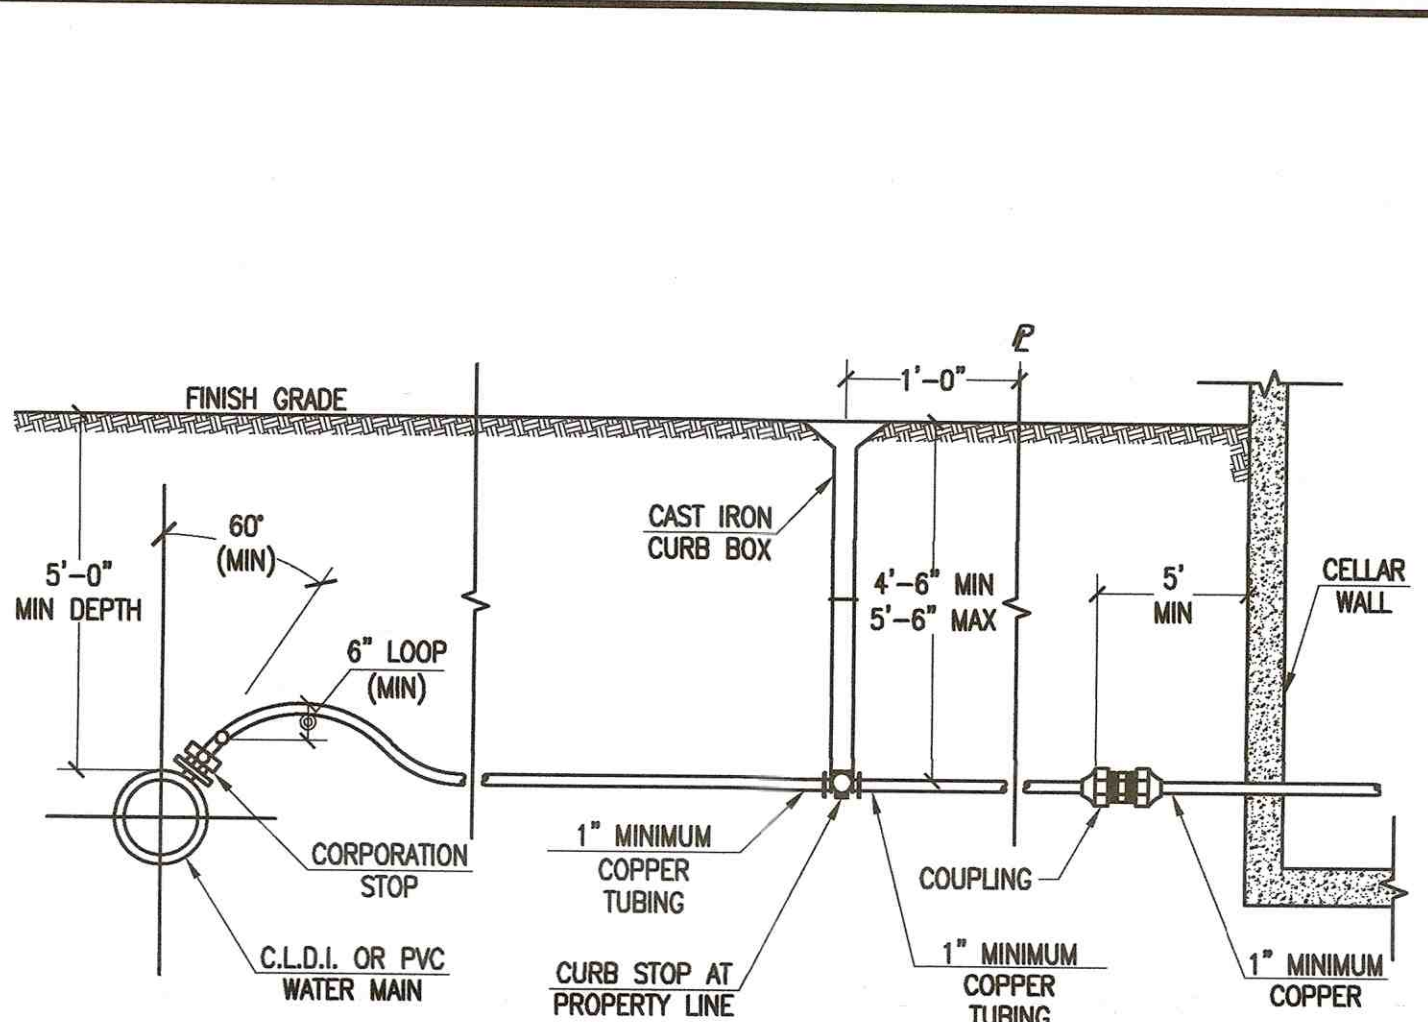 ℄
1'-0"
FINISH GRADE
60°
(MIN)
5'-0"
MIN DEPTH
CAST IRON
CURB BOX
4'-6" MIN
5'-6" MAX
5'
MIN
CELLAR
WALL
6" LOOP
(MIN)
CORPORATION
STOP
1" MINIMUM
COPPER
TUBING
COUPLING
C.L.D.I. OR PVC
WATER MAIN
CURB STOP AT
PROPERTY LINE
1" MINIMUM
COPPER
TUBING
1" MINIMUM
COPPER